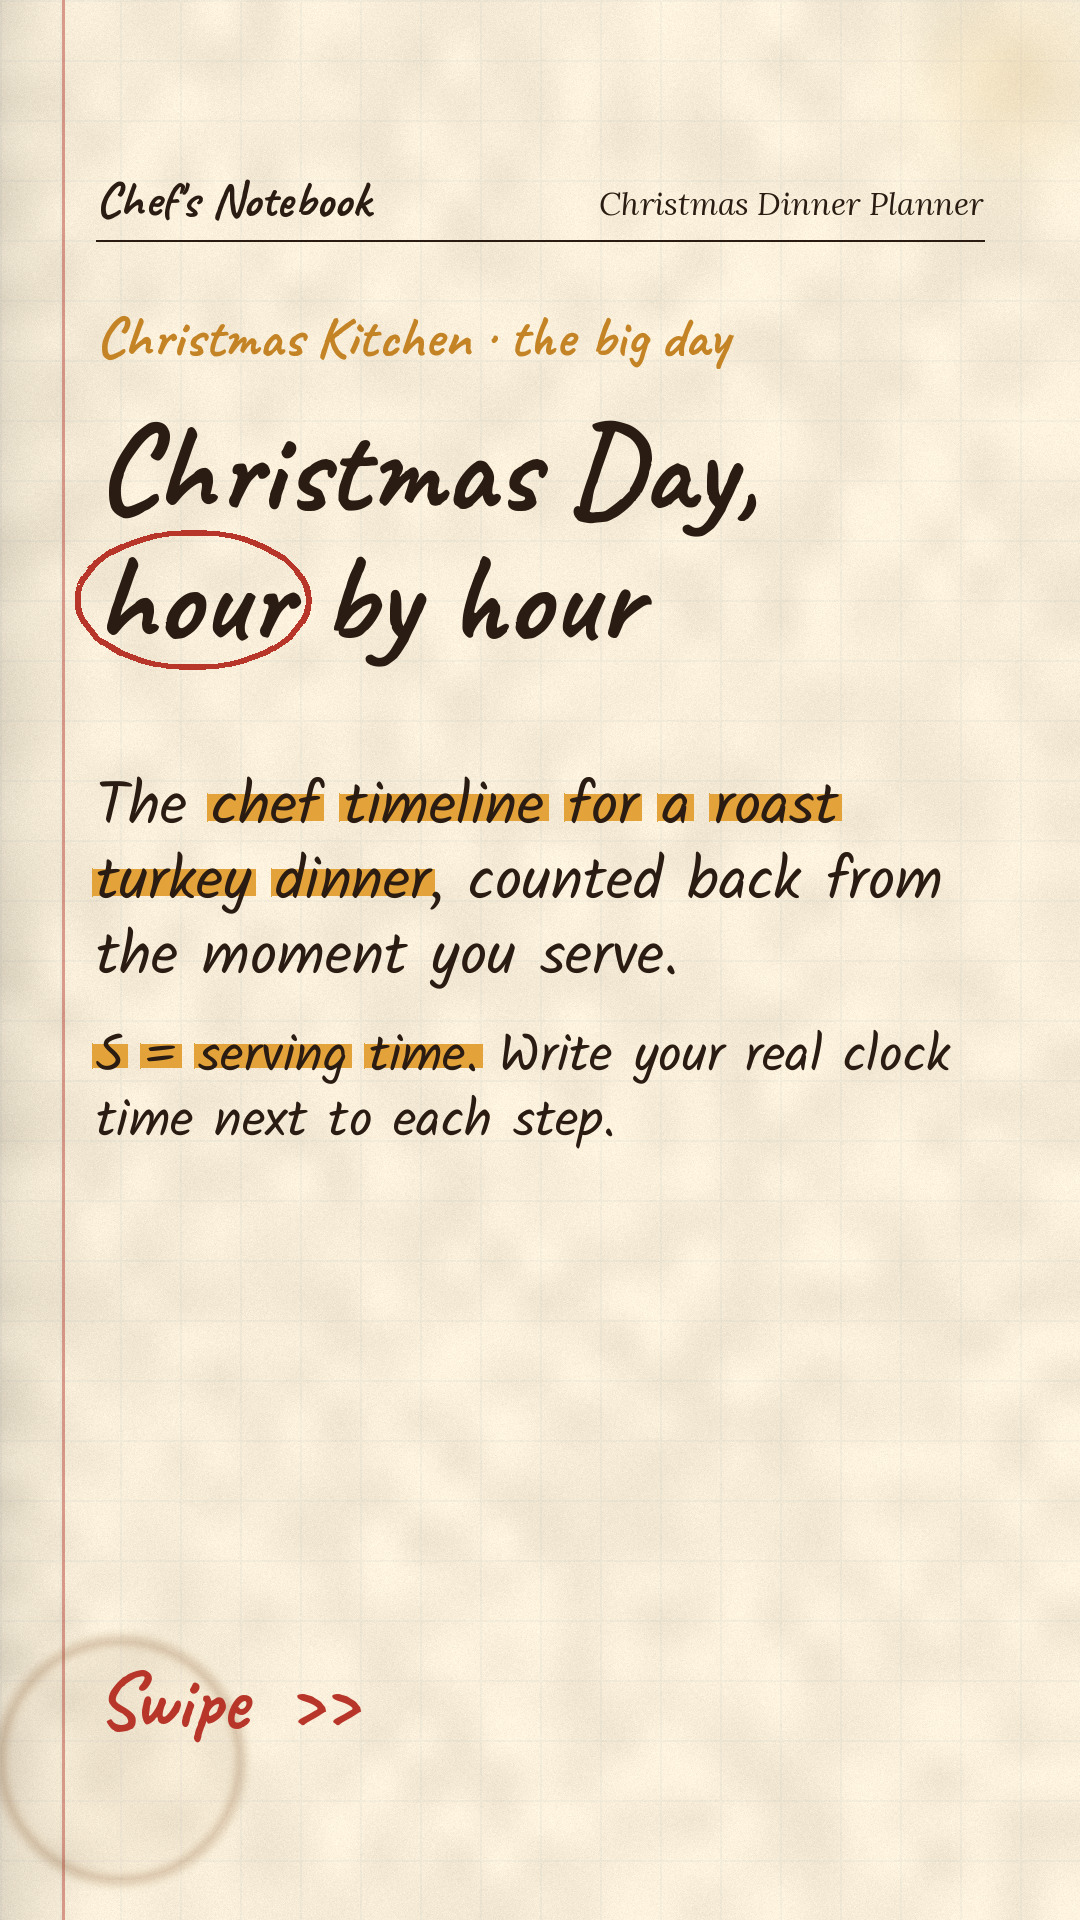 Chef's Notebook
Christmas Dinner Planner
Christmas Kitchen · the big day
Christmas Day,
hour by hour
The chef timeline for a roast
turkey dinner, counted back from
the moment you serve.
S = serving time. Write your real clock
time next to each step.
Swipe >>